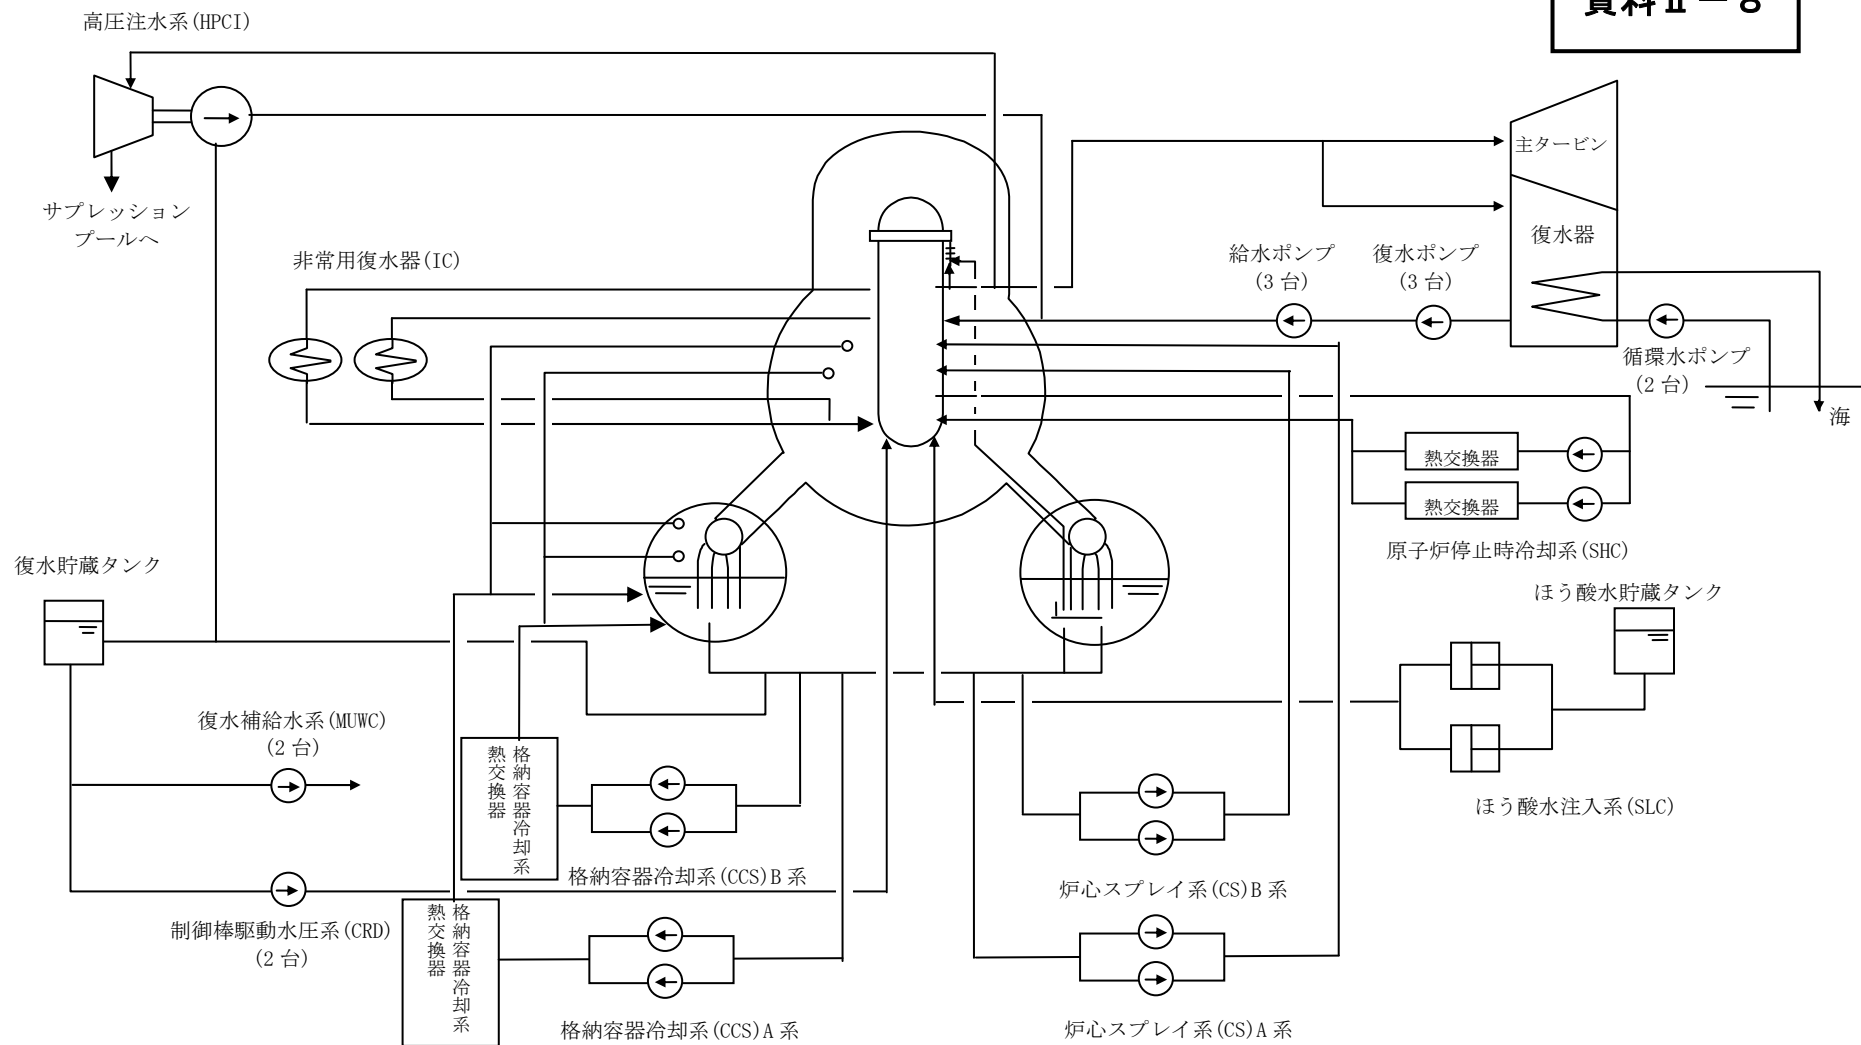 資料Ⅱ－８
高圧注水系(HPCI)
サプレッション
プールへ
主タービン
復水器
給水ポンプ
(3 台)
復水ポンプ
(3 台)
非常用復水器(IC)
循環水ポンプ
(2 台)
海
熱交換器
熱交換器
原子炉停止時冷却系(SHC)
復水貯蔵タンク
ほう酸水貯蔵タンク
復水補給水系(MUWC)
(2 台)
格納容器冷却系
熱交換器
ほう酸水注入系(SLC)
格納容器冷却系(CCS)B 系
炉心スプレイ系(CS)B 系
制御棒駆動水圧系(CRD)
(2 台)
格納容器冷却系
熱交換器
格納容器冷却系(CCS)A 系
炉心スプレイ系(CS)A 系